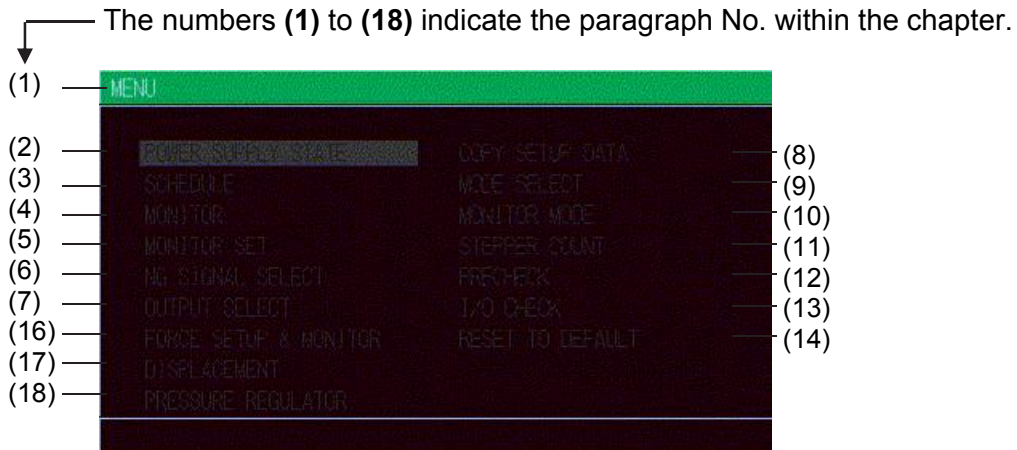 The numbers (1) to (18) indicate the paragraph No. within the chapter.
(1) MENU
(2) POWER SUPPLY STATE COPY SETUP DATA (8)
(3) SCHEDULE MODE SELECT (9)
(4) MONITOR MONITOR MODE (10)
(5) MONITOR SET STEPPER COUNT (11)
(6) NG SIGNAL SELECT PRECHECK (12)
(7) OUTPUT SELECT I/O CHECK (13)
(16) FORCE SETUP & MONITOR RESET TO DEFAULT (14)
(17) DISPLACEMENT
(18) PRESSURE REGULATOR